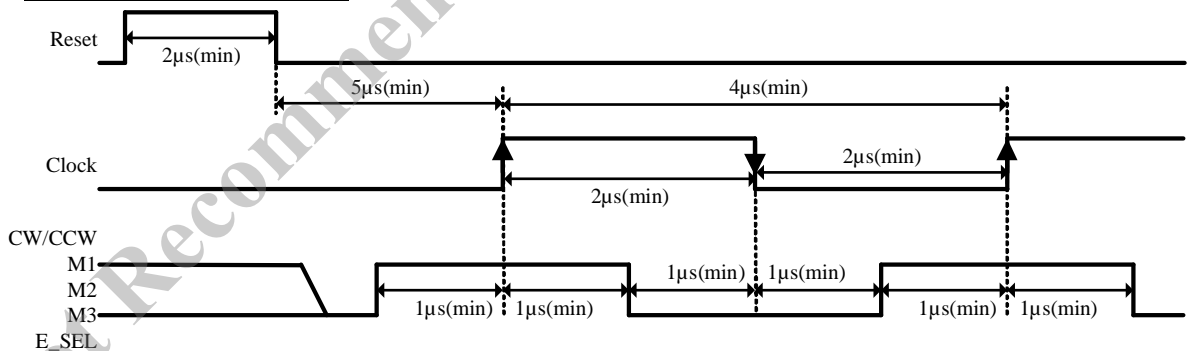 Reset
2µs(min)
5µs(min)
4µs(min)
Clock
2µs(min)
2µs(min)
CW/CCW
M1
M2
M3
E_SEL
1µs(min)
1µs(min)
1µs(min)
1µs(min)
1µs(min)
1µs(min)
Recommen